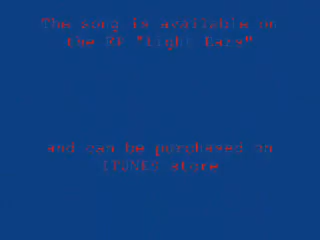 The song is available on
the EP "Light Ears"
and can be purchased on
ITUNES store